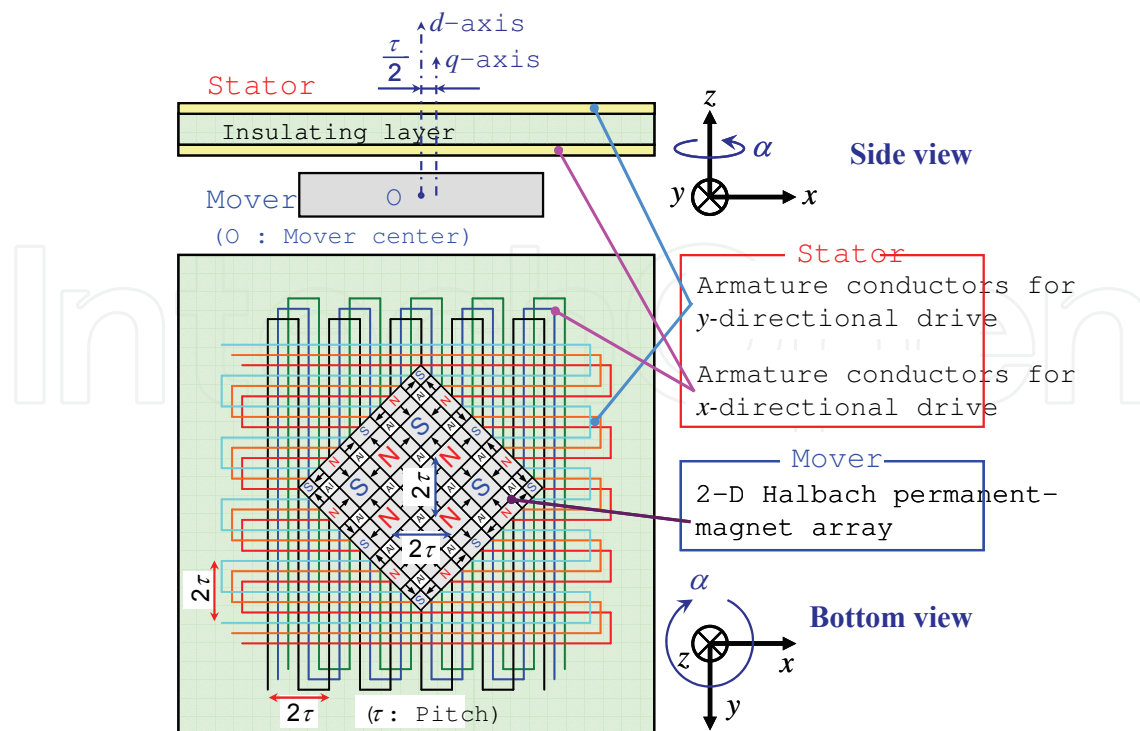 d-axis
τ/2
q-axis
Stator
Insulating layer
z
α
Side view
y
x
Mover
O
(O : Mover center)
Stator
Armature conductors for
y-directional drive
Armature conductors for
x-directional drive
Mover
2-D Halbach permanent-
magnet array
S
N Al N
S
N
N
S
S
N
N
2τ
2τ
2τ
2τ
(τ : Pitch)
α
Bottom view
z
x
y